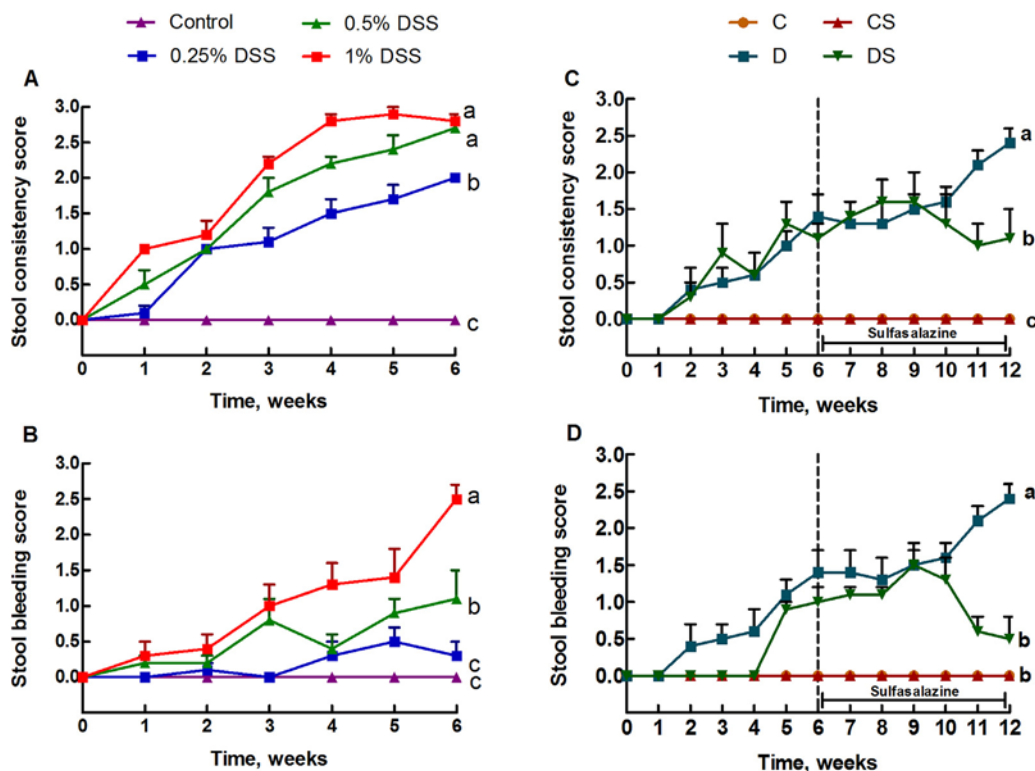 Control
0.5% DSS
0.25% DSS
1% DSS
C
CS
D
DS
A
Stool consistency score
3.0
2.5
2.0
1.5
1.0
0.5
0.0
a
a
b
c
0 1 2 3 4 5 6
Time, weeks
C
Stool consistency score
3.0
2.5
2.0
1.5
1.0
0.5
0.0
a
b
c
Sulfasalazine
0 1 2 3 4 5 6 7 8 9 10 11 12
Time, weeks
B
Stool bleeding score
3.0
2.5
2.0
1.5
1.0
0.5
0.0
a
b
c
c
0 1 2 3 4 5 6
Time, weeks
D
Stool bleeding score
3.0
2.5
2.0
1.5
1.0
0.5
0.0
a
b
b
Sulfasalazine
0 1 2 3 4 5 6 7 8 9 10 11 12
Time, weeks